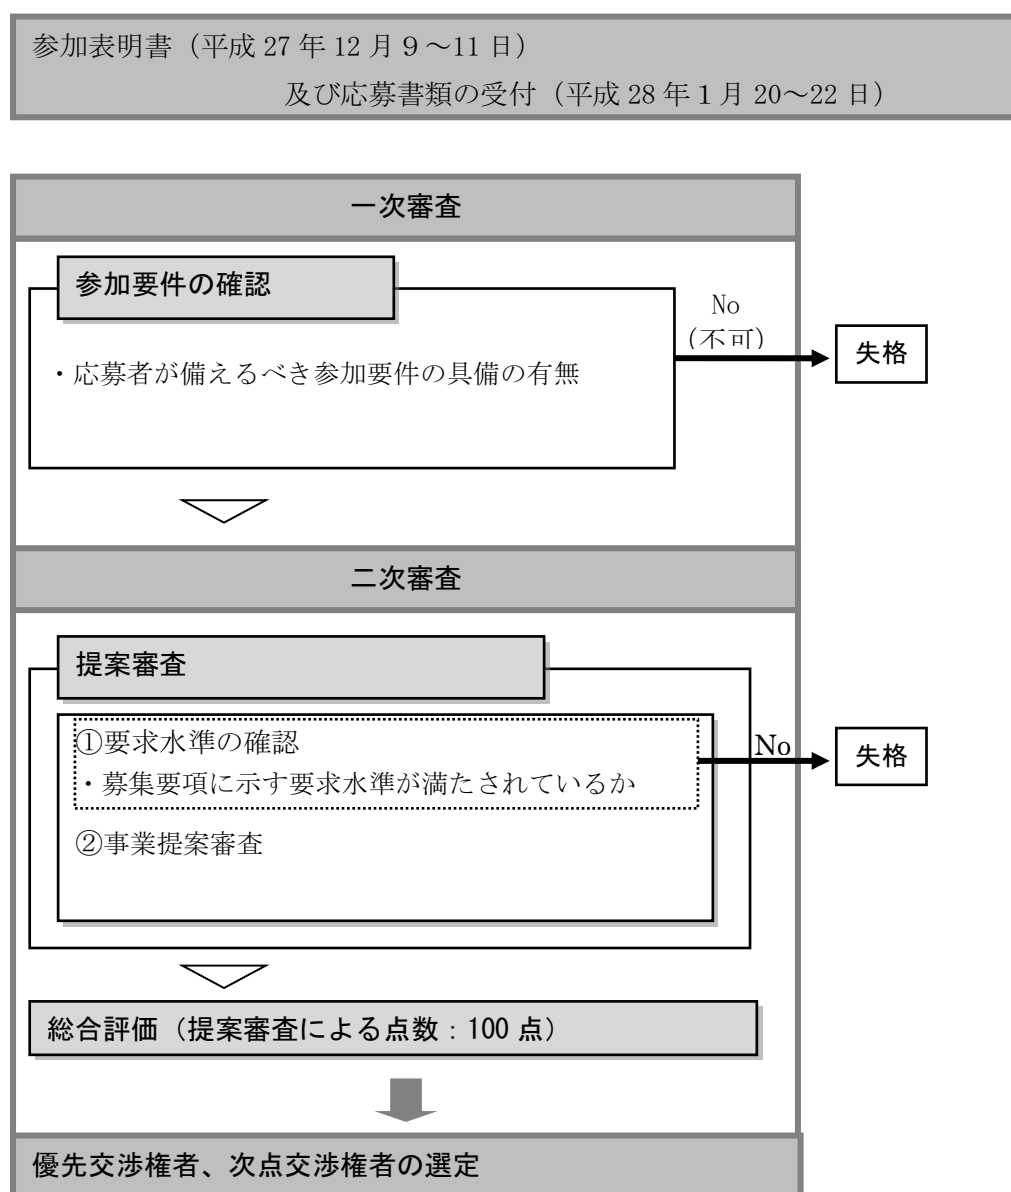 参加表明書（平成 27 年 12 月９～11 日）
及び応募書類の受付（平成 28 年１月 20～22 日）
一次審査
参加要件の確認
・応募者が備えるべき参加要件の具備の有無
No
（不可）
失格
二次審査
提案審査
①要求水準の確認
・募集要項に示す要求水準が満たされているか
No
失格
②事業提案審査
総合評価（提案審査による点数：100 点）
優先交渉権者、次点交渉権者の選定